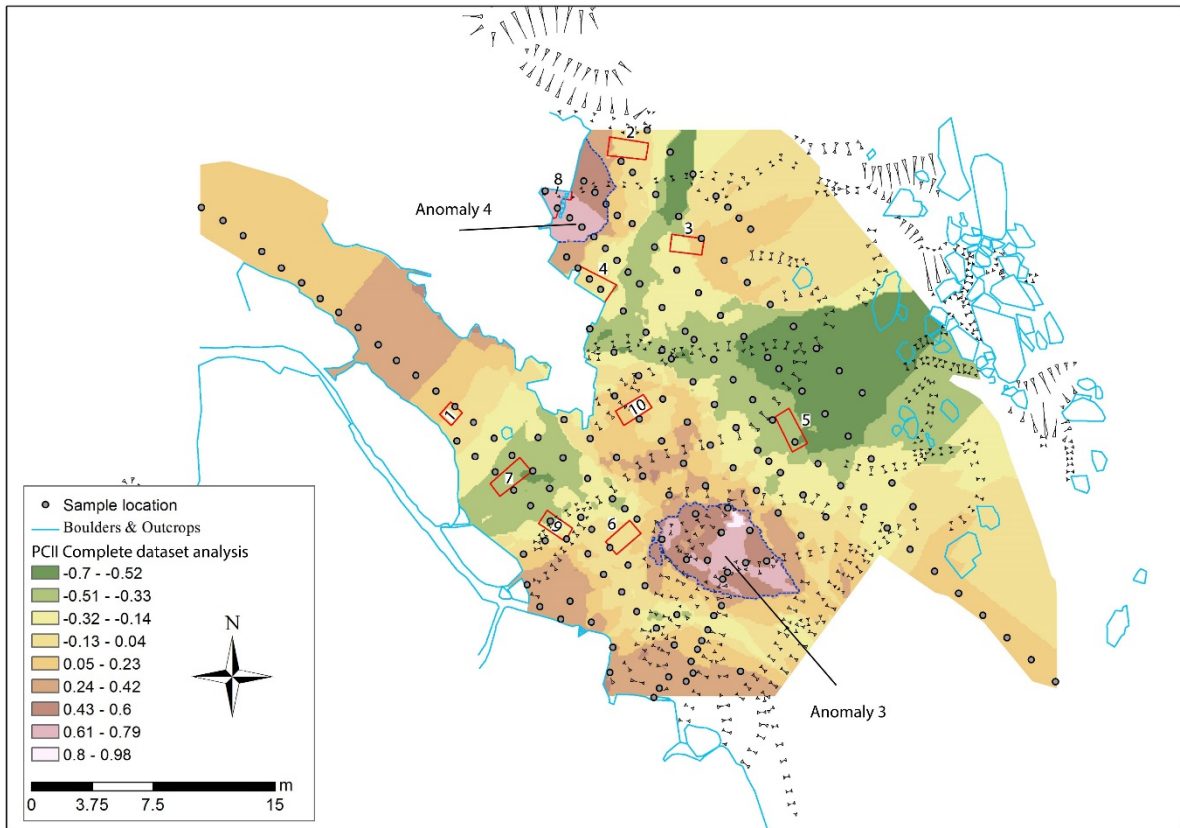 2
8
Anomaly 4
3
4
10
1
5
7
9
6
Anomaly 3
Sample location
Boulders & Outcrops
PCII Complete dataset analysis
-0.7 - -0.52
-0.51 - -0.33
-0.32 - -0.14
-0.13 - 0.04
0.05 - 0.23
0.24 - 0.42
0.43 - 0.6
0.61 - 0.79
0.8 - 0.98
N
m
0 3.75 7.5 15